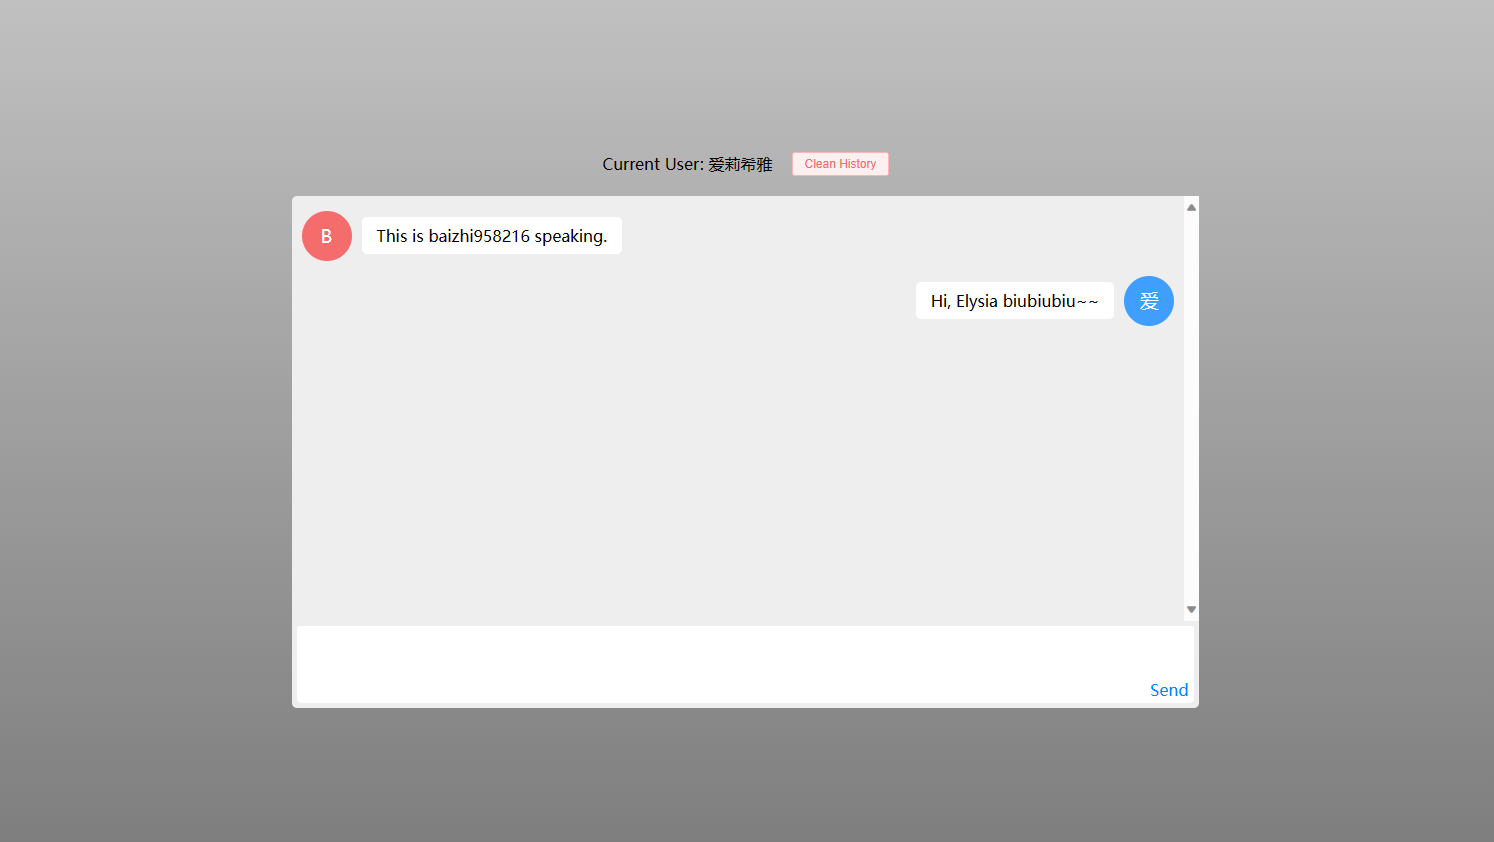 Current User: 爱莉希雅 Clean History
B This is baizhi958216 speaking.
Hi, Elysia biubiubiu~~ 爱
Send